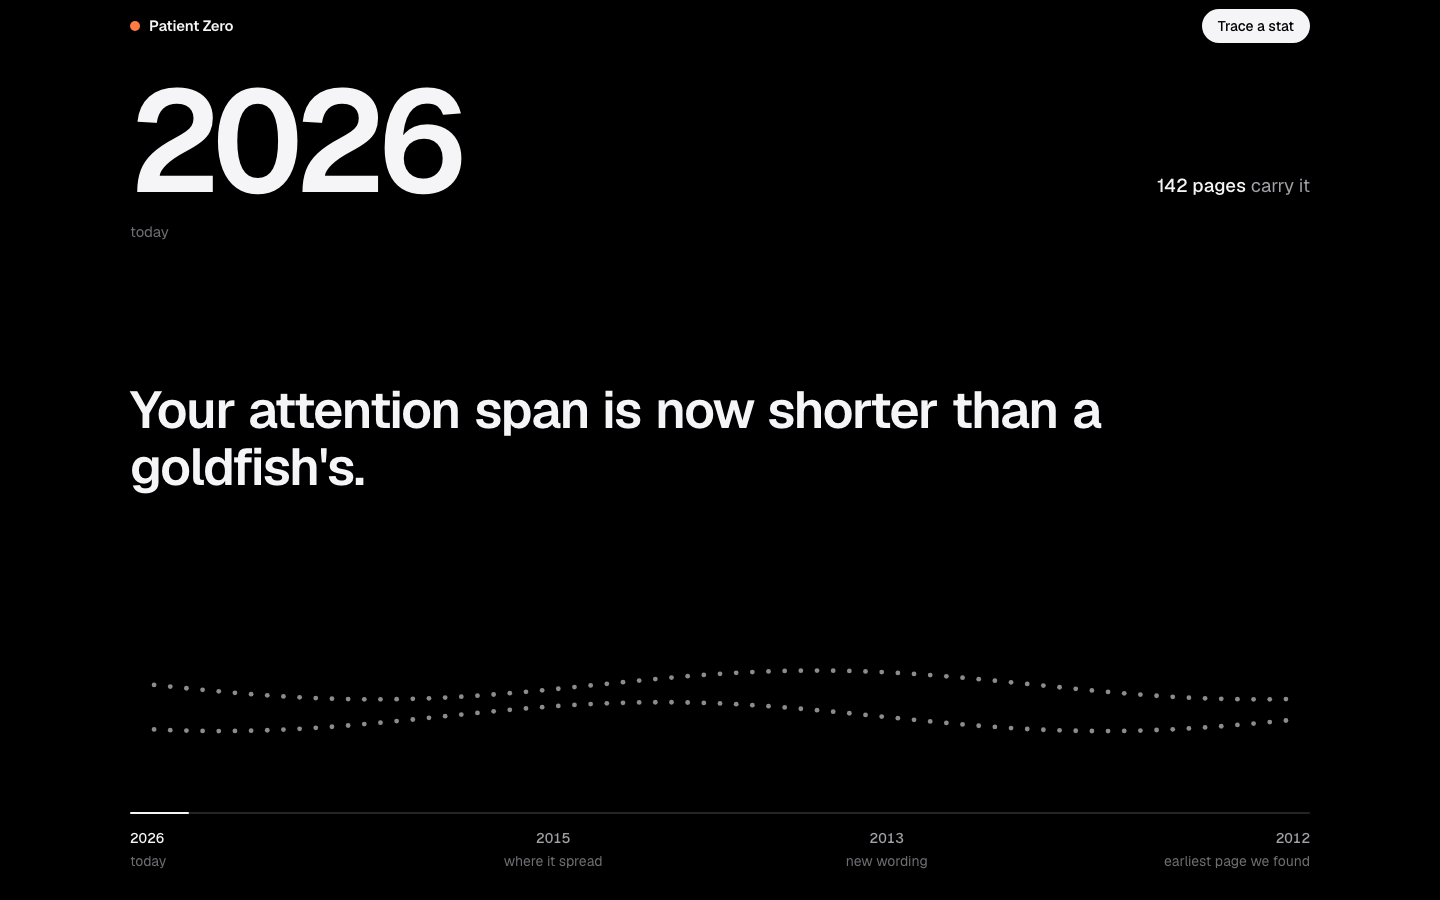 Patient Zero
Trace a stat
2026
142 pages carry it
today
Your attention span is now shorter than a
goldfish's.
2026
today
2015
where it spread
2013
new wording
2012
earliest page we found